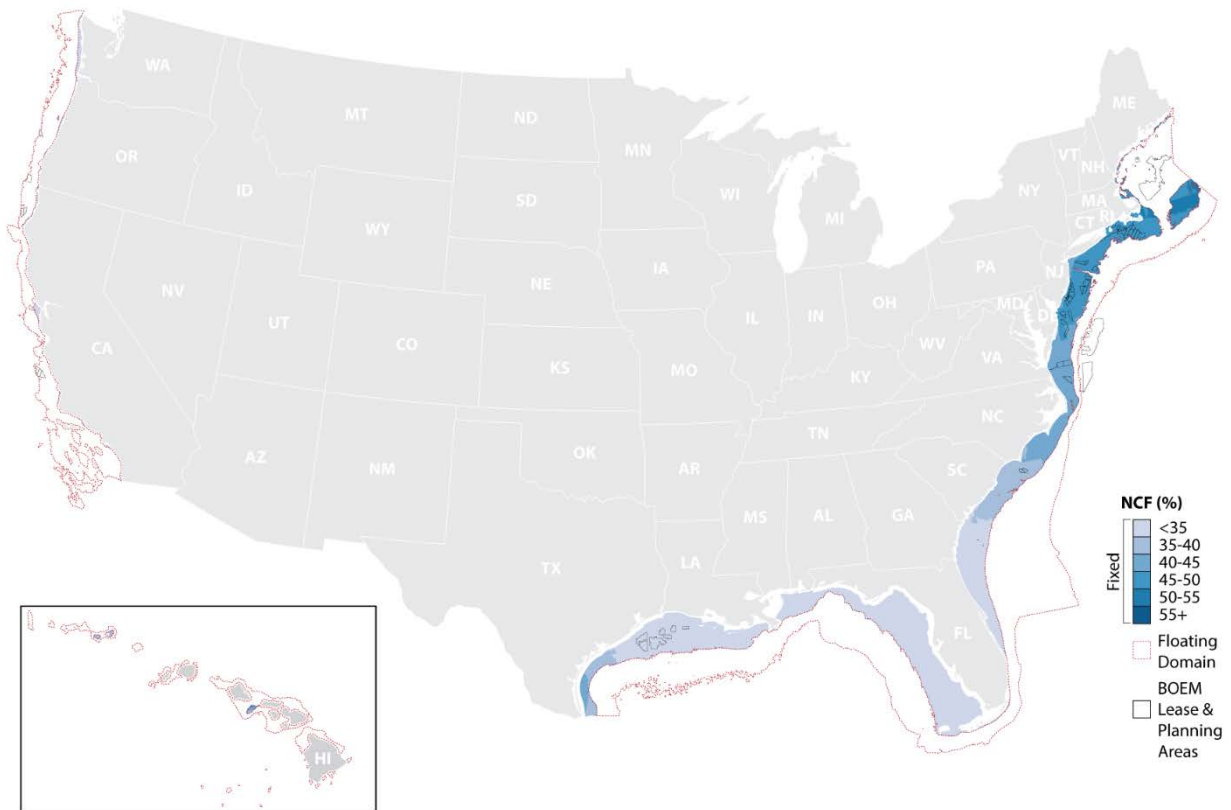 WA
MT
ND
MN
ME
OR
ID
SD
WI
VT
NH
NY
MI
MA
CT
RI
WY
IA
NE
PA
NJ
NV
UT
CO
IL
IN
OH
MD
D
WV
VA
CA
KS
MO
KY
NC
TN
AZ
NM
OK
AR
SC
MS
AL
GA
TX
LA
FL
HI
NCF (%)
Fixed
<35
35-40
40-45
45-50
50-55
55+
Floating
Domain
BOEM
Lease &
Planning
Areas